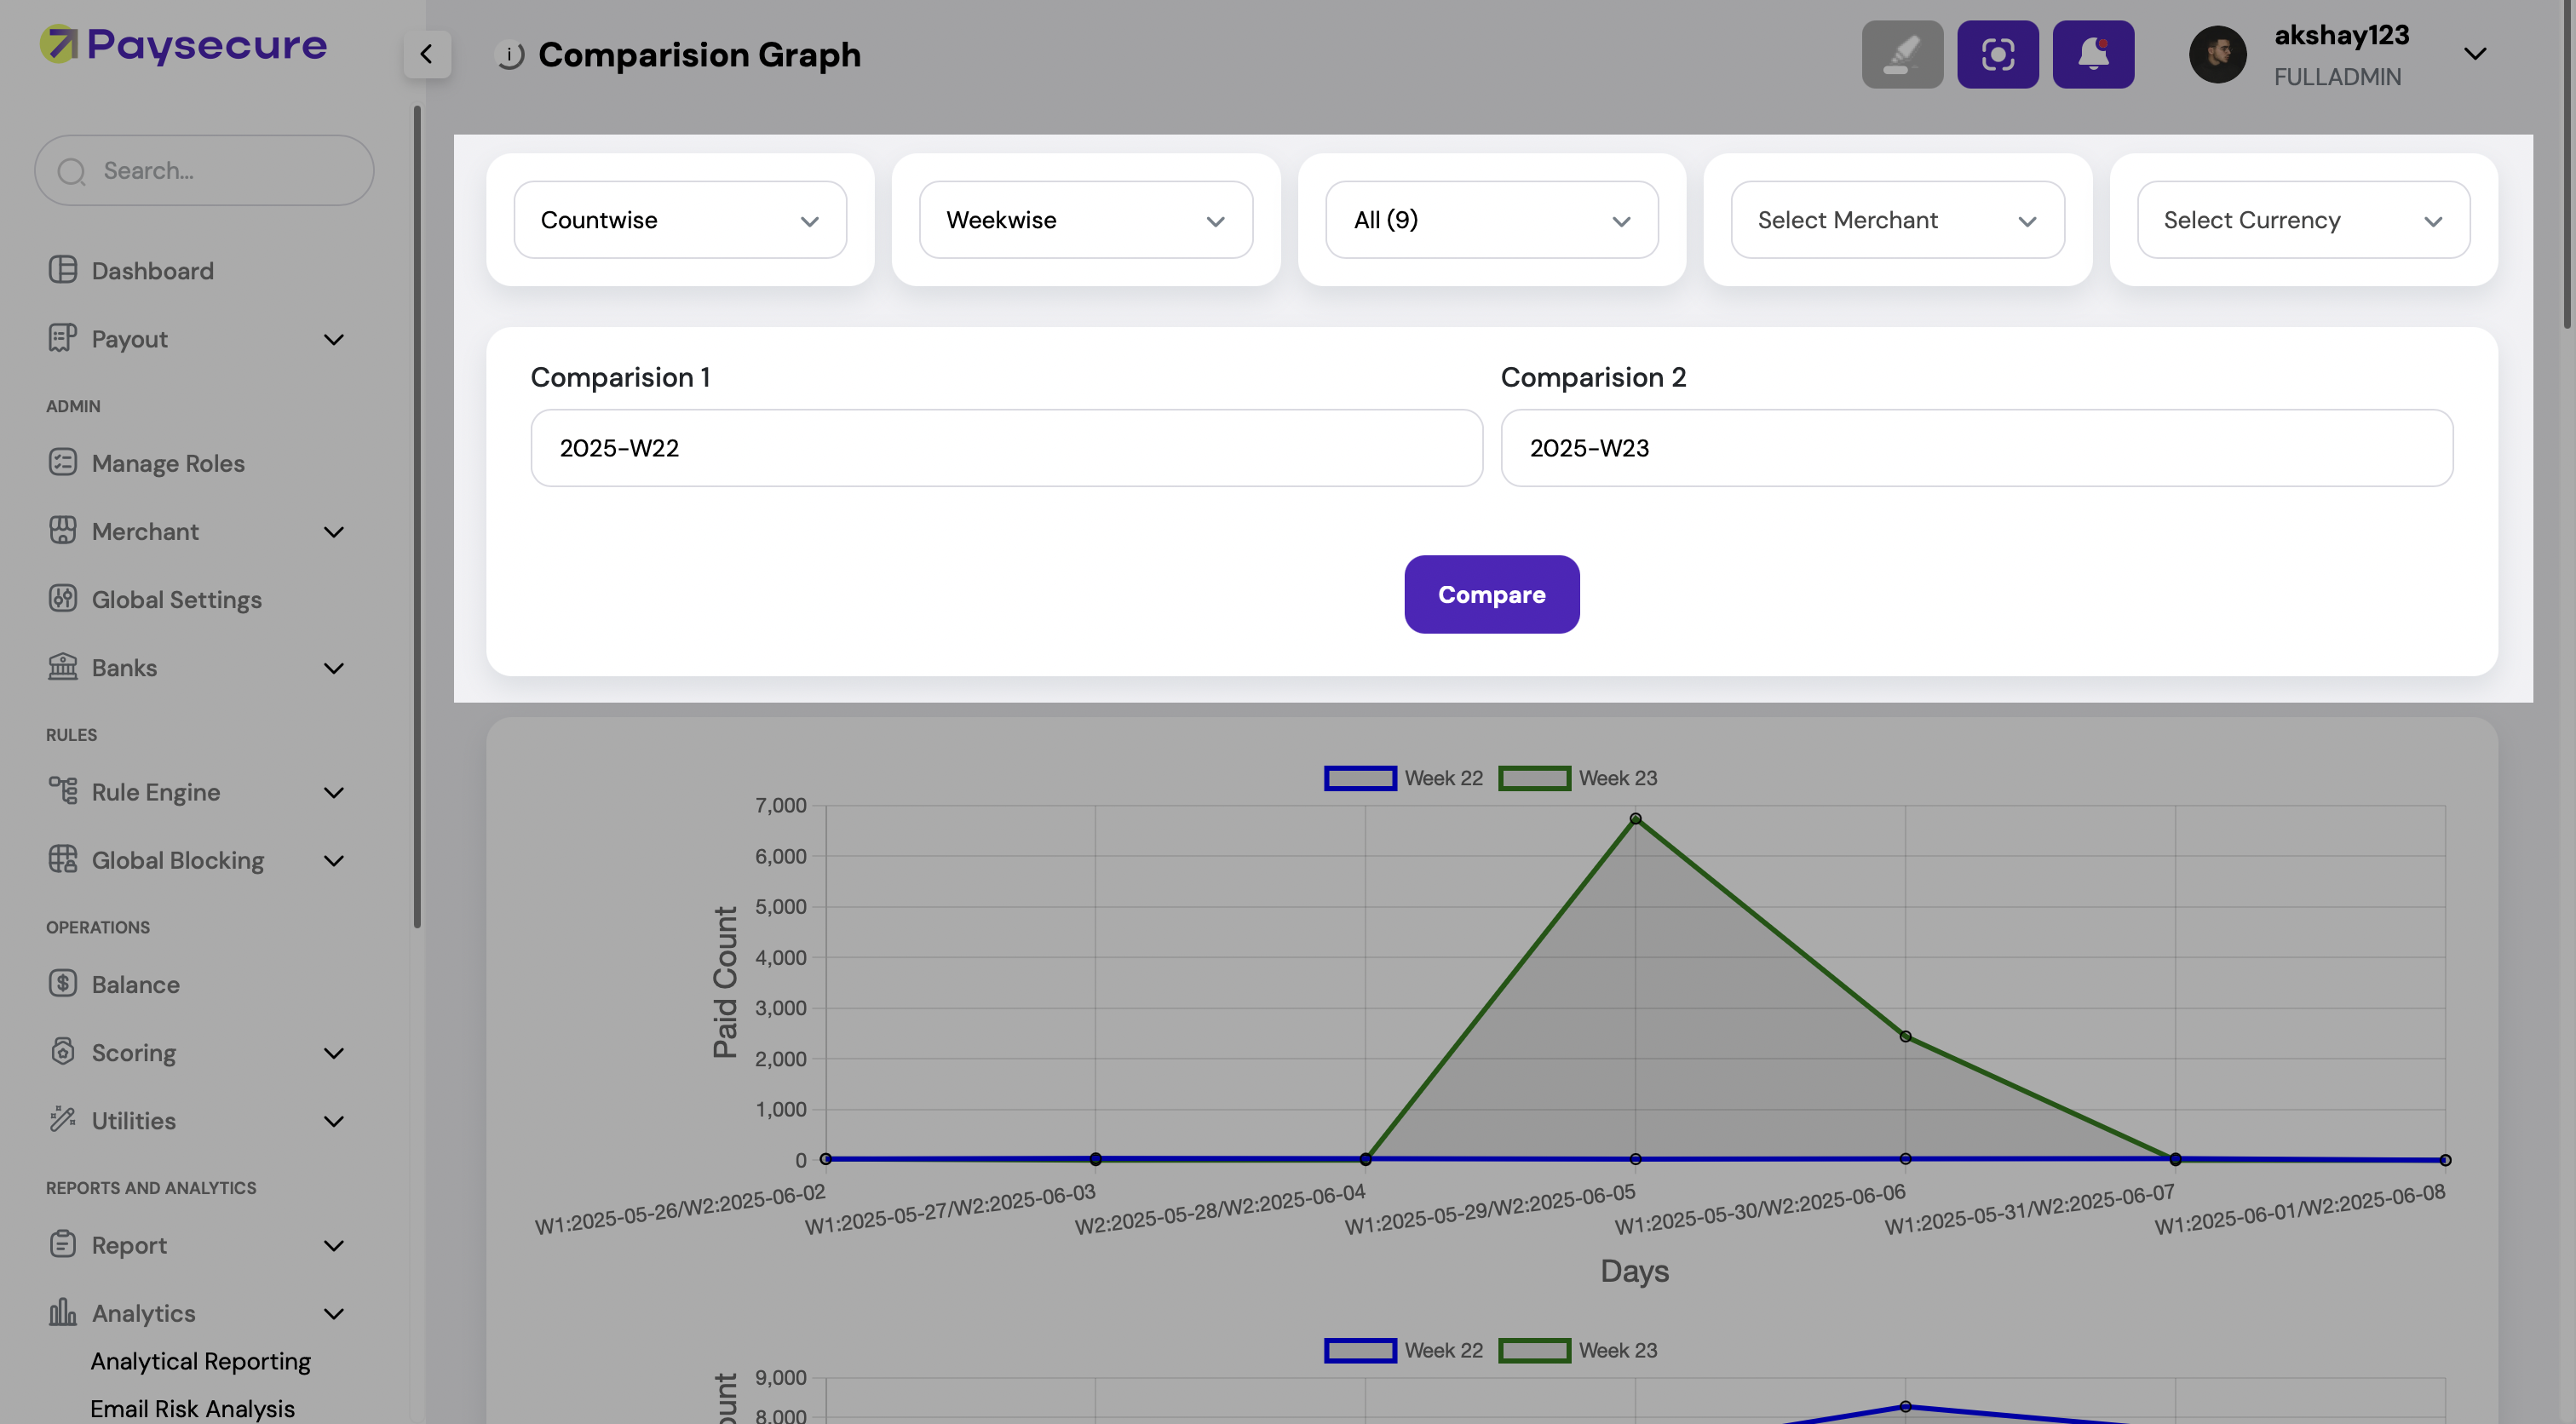 Paysecure
Comparision Graph
akshay123
FULLADMIN
Search...
Dashboard
Payout
ADMIN
Manage Roles
Merchant
Global Settings
Banks
RULES
Rule Engine
Global Blocking
OPERATIONS
Balance
Scoring
Utilities
REPORTS AND ANALYTICS
Report
Analytics
Analytical Reporting
Email Risk Analysis
Countwise
Weekwise
All (9)
Select Merchant
Select Currency
Comparision 1
Comparision 2
2025-W22
2025-W23
Compare
Week 22
Week 23
7,000
6,000
5,000
4,000
3,000
2,000
1,000
0
Paid Count
W1:2025-05-26/W2:2025-06-02
W1:2025-05-27/W2:2025-06-03
W2:2025-05-28/W2:2025-06-04
W1:2025-05-29/W2:2025-06-05
W1:2025-05-30/W2:2025-06-06
W1:2025-05-31/W2:2025-06-07
W1:2025-06-01/W2:2025-06-08
Days
Week 22
Week 23
9,000
8,000